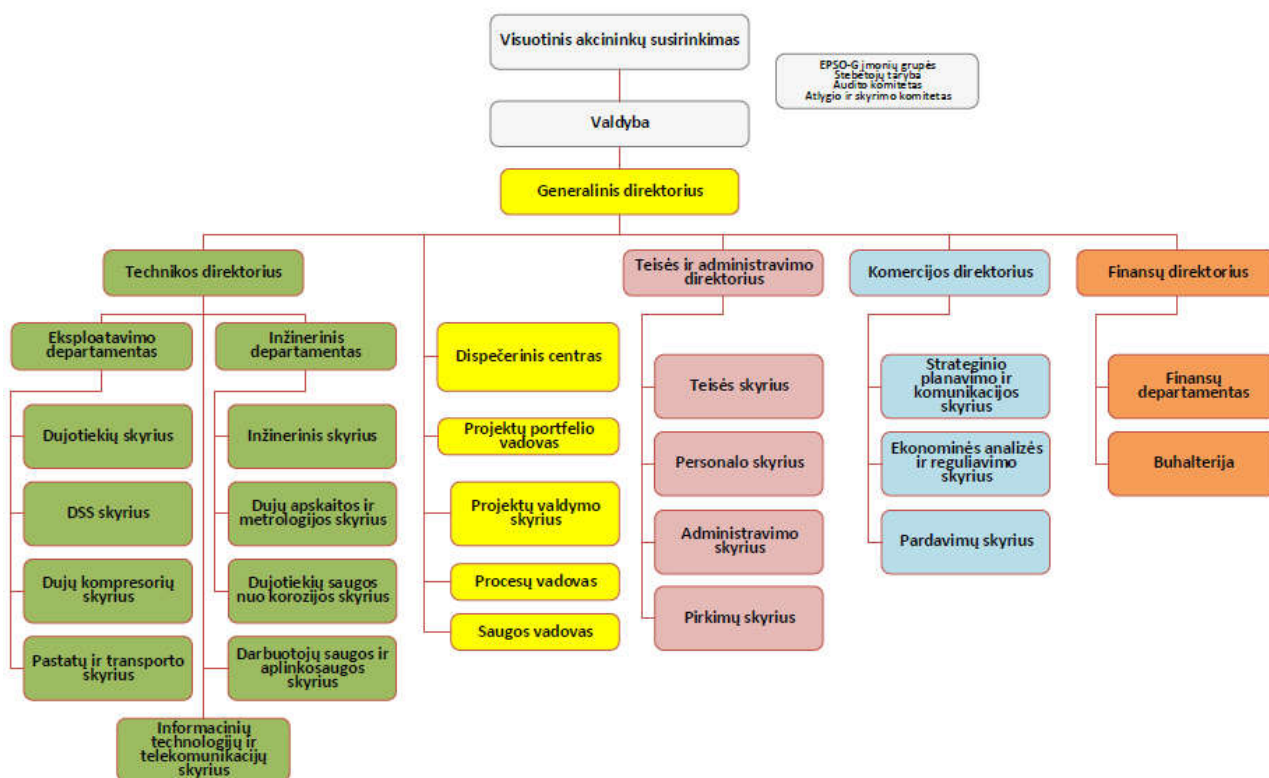 Visuotinis akcininkų susirinkimas
EPSO-G įmonių grupės
Stebėtojų taryba
Audito komitetas
Atlygio ir skyrimo komitetas
Valdyba
Generalinis direktorius
Technikos direktorius
Teisės ir administravimo
direktorius
Komercijos direktorius
Finansų direktorius
Eksploatavimo
departamentas
Inžinerinis
departamentas
Dujotiekių skyrius
DSS skyrius
Dujų kompresorių
skyrius
Pastatų ir transporto
skyrius
Inžinerinis skyrius
Dujų apskaitos ir
metrologijos skyrius
Dujotiekių saugos
nuo korozijos skyrius
Darbuotojų saugos ir
aplinkosaugos
skyrius
Informacinių
technologijų ir
telekomunikacijų
skyrius
Dispečerinis centras
Projektų portfelio
vadovas
Projektų valdymo
skyrius
Procesų vadovas
Saugos vadovas
Teisės skyrius
Personalo skyrius
Administravimo
skyrius
Pirkimų skyrius
Strateginio
planavimo ir
komunikacijos
skyrius
Ekonominės analizės
ir reguliavimo
skyrius
Pardavimų skyrius
Finansų
departamentas
Buhalterija